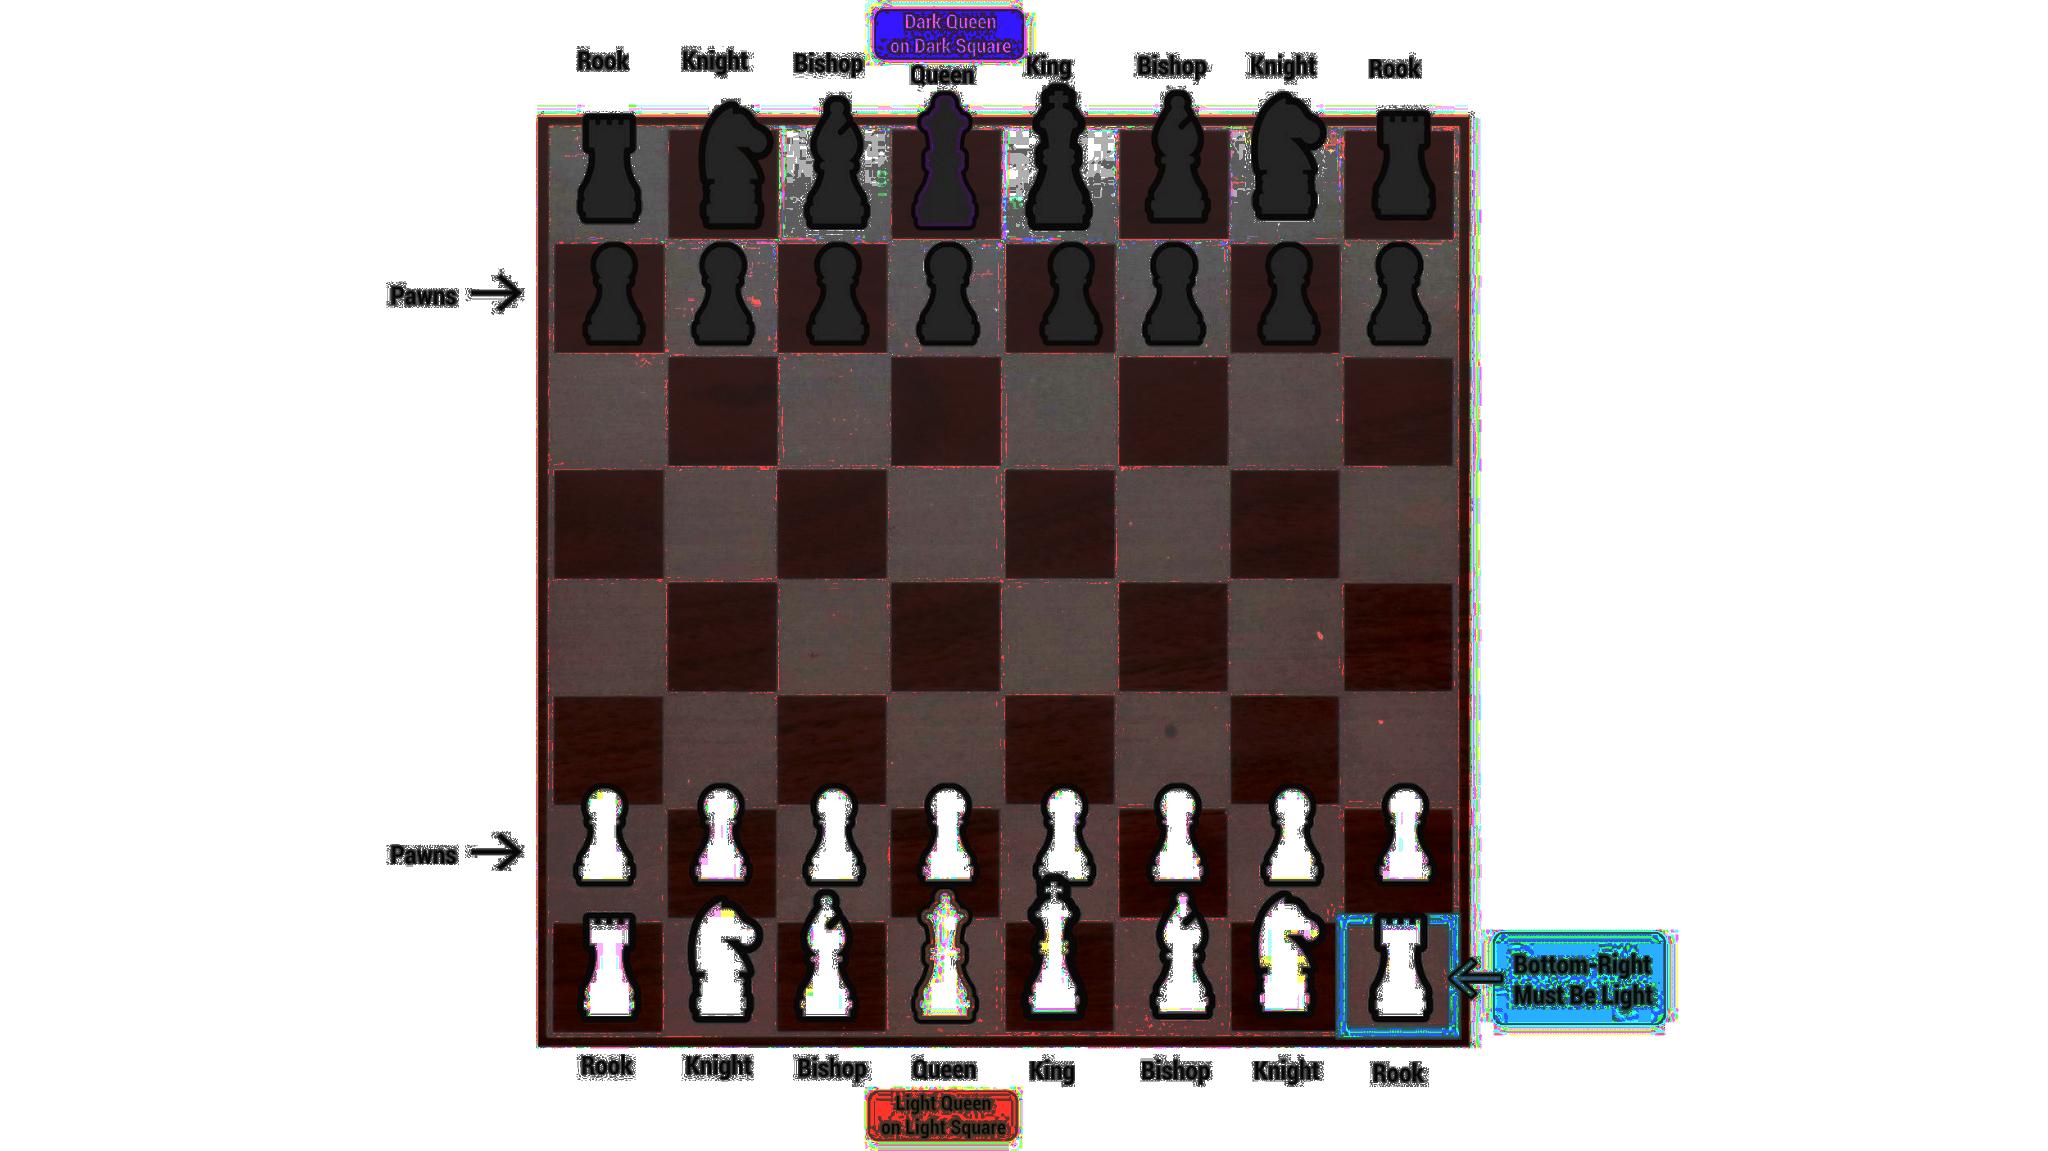 Dark Queen
on Dark Square
Rook Knight Bishop Queen King Bishop Knight Rook
Pawns
Pawns
Bottom-Right
Must Be Light
Rook Knight Bishop Queen King Bishop Knight Rook
Light Queen
on Light Square